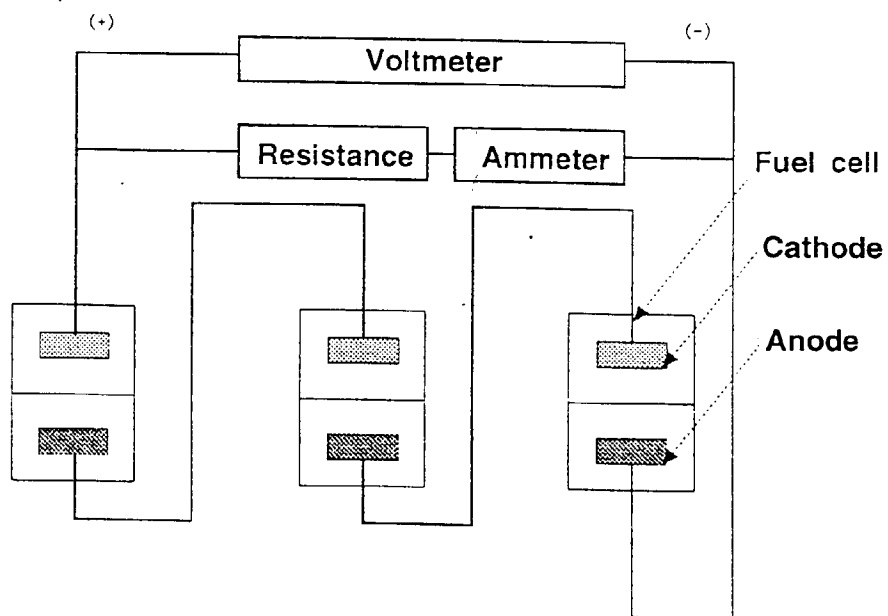 (+)
(-)
Voltmeter
Resistance
Ammeter
Fuel cell
Cathode
Anode